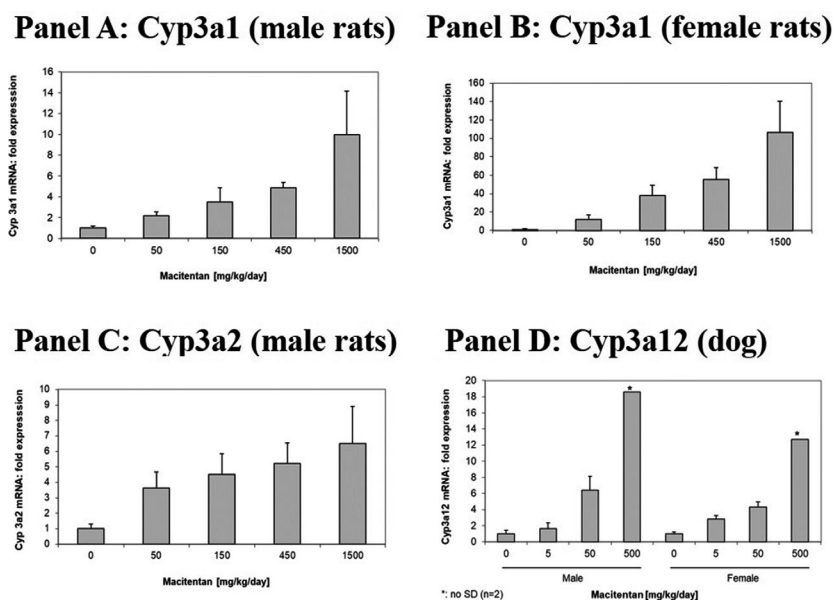 Panel A: Cyp3a1 (male rats)
Cyp 3a1 mRNA: fold expresssion
16
14
12
10
8
6
4
2
0
0 50 150 450 1500
Macitentan [mg/kg/day]
Panel B: Cyp3a1 (female rats)
Cyp3a1 mRNA: fold expresssion
160
140
120
100
80
60
40
20
0
0 50 150 450 1500
Macitentan [mg/kg/day]
Panel C: Cyp3a2 (male rats)
Cyp 3a2 mRNA: fold expresssion
10
9
8
7
6
5
4
3
2
1
0
0 50 150 450 1500
Macitentan [mg/kg/day]
Panel D: Cyp3a12 (dog)
Cyp3a12 mRNA: fold expression
20
18
16
14
12
10
8
6
4
2
0
* *
0 5 50 500 0 5 50 500
Male Female
*: no SD (n=2) Macitentan [mg/kg/day]